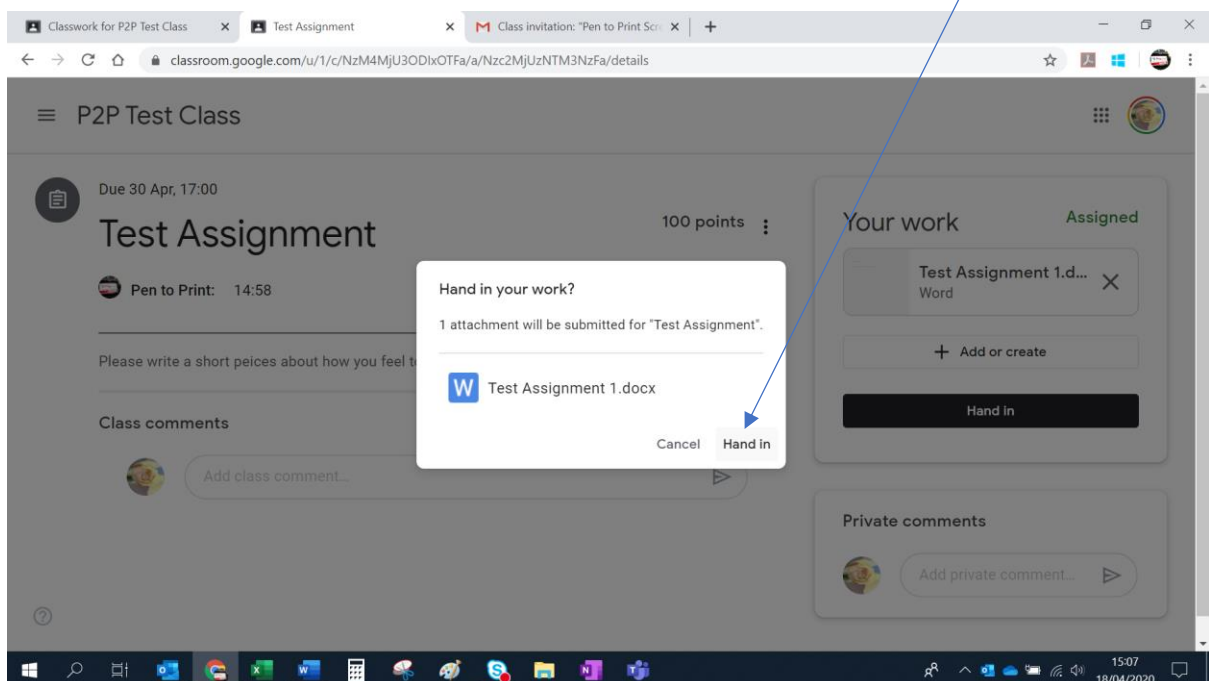 Classwork for P2P Test Class
Test Assignment
Class invitation: "Pen to Print Scr
classroom.google.com/u/1/c/NzM4MjU3ODIxOTFa/a/Nzc2MjUzNTM3NzFa/details
P2P Test Class
Due 30 Apr, 17:00
Test Assignment
100 points
Pen to Print: 14:58
Please write a short peices about how you feel t
Class comments
Add class comment...
Hand in your work?
1 attachment will be submitted for "Test Assignment".
W Test Assignment 1.docx
Cancel Hand in
Your work Assigned
Test Assignment 1.d...
Word
+ Add or create
Hand in
Private comments
Add private comment...
15:07
18/04/2020